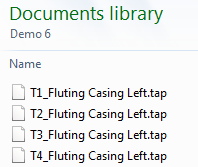 Documents library
Demo 6
Name
T1_Fluting Casing Left.tap
T2_Fluting Casing Left.tap
T3_Fluting Casing Left.tap
T4_Fluting Casing Left.tap